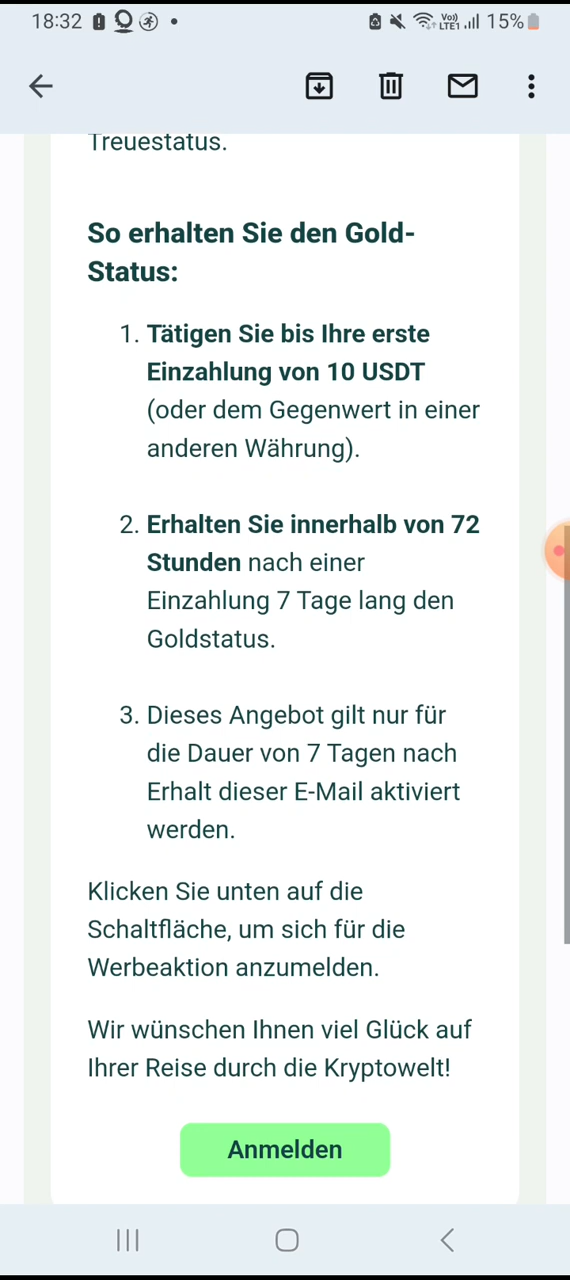 18:32
Vo)) LTE1 15%
Treuestatus.
So erhalten Sie den Gold-
Status:
1. Tätigen Sie bis Ihre erste
Einzahlung von 10 USDT
(oder dem Gegenwert in einer
anderen Währung).
2. Erhalten Sie innerhalb von 72
Stunden nach einer
Einzahlung 7 Tage lang den
Goldstatus.
3. Dieses Angebot gilt nur für
die Dauer von 7 Tagen nach
Erhalt dieser E-Mail aktiviert
werden.
Klicken Sie unten auf die
Schaltfläche, um sich für die
Werbeaktion anzumelden.
Wir wünschen Ihnen viel Glück auf
Ihrer Reise durch die Kryptowelt!
Anmelden